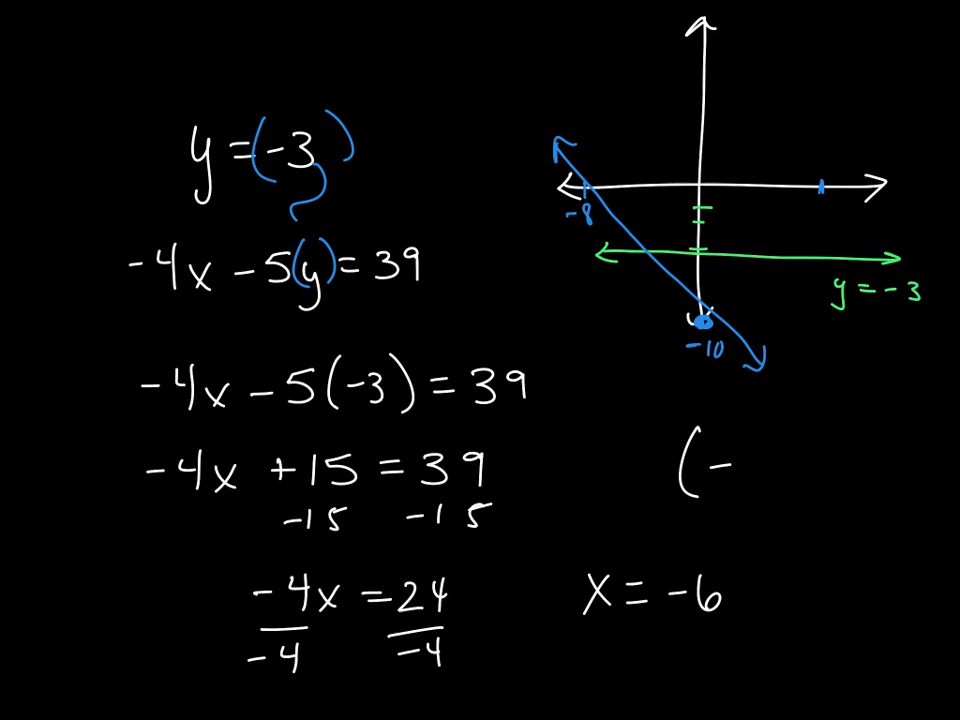 y = (-3)
-4x - 5(y) = 39
-4x - 5(-3) = 39
-4x + 15 = 39
-15 -15
-4x = 24
-4 -4
-8
y = -3
-10
(-
x = -6